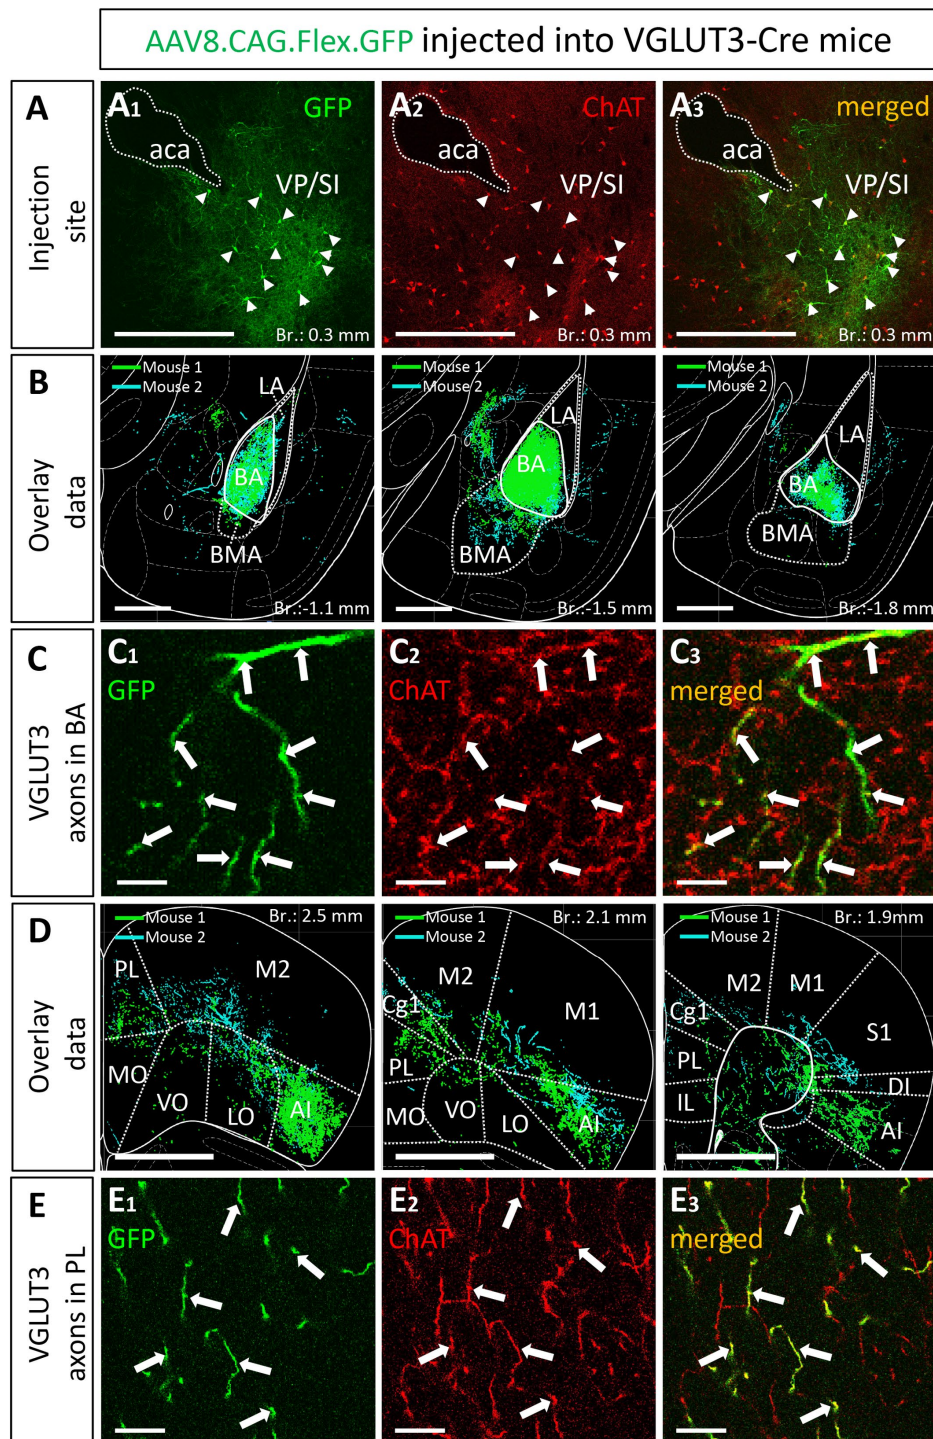 AAV8.CAG.Flex.GFP injected into VGLUT3-Cre mice
A
Injection site
A1
GFP
aca
VP/SI
Br.: 0.3 mm
A2
ChAT
aca
VP/SI
Br.: 0.3 mm
A3
merged
aca
VP/SI
Br.: 0.3 mm
B
Overlay data
Mouse 1
Mouse 2
LA
BA
BMA
Br.:-1.1 mm
Mouse 1
Mouse 2
LA
BA
BMA
Br.:-1.5 mm
Mouse 1
Mouse 2
LA
BA
BMA
Br.:-1.8 mm
C
VGLUT3
axons in BA
C1
GFP
C2
ChAT
C3
merged
D
Overlay data
Mouse 1
Mouse 2
Br.: 2.5 mm
PL
M2
MO
VO
LO
AI
Mouse 1
Mouse 2
Br.: 2.1 mm
M2
Cg1
M1
PL
MO
VO
LO
AI
Mouse 1
Mouse 2
Br.: 1.9mm
M2
M1
Cg1
S1
PL
DI
IL
AI
E
VGLUT3
axons in PL
E1
GFP
E2
ChAT
E3
merged